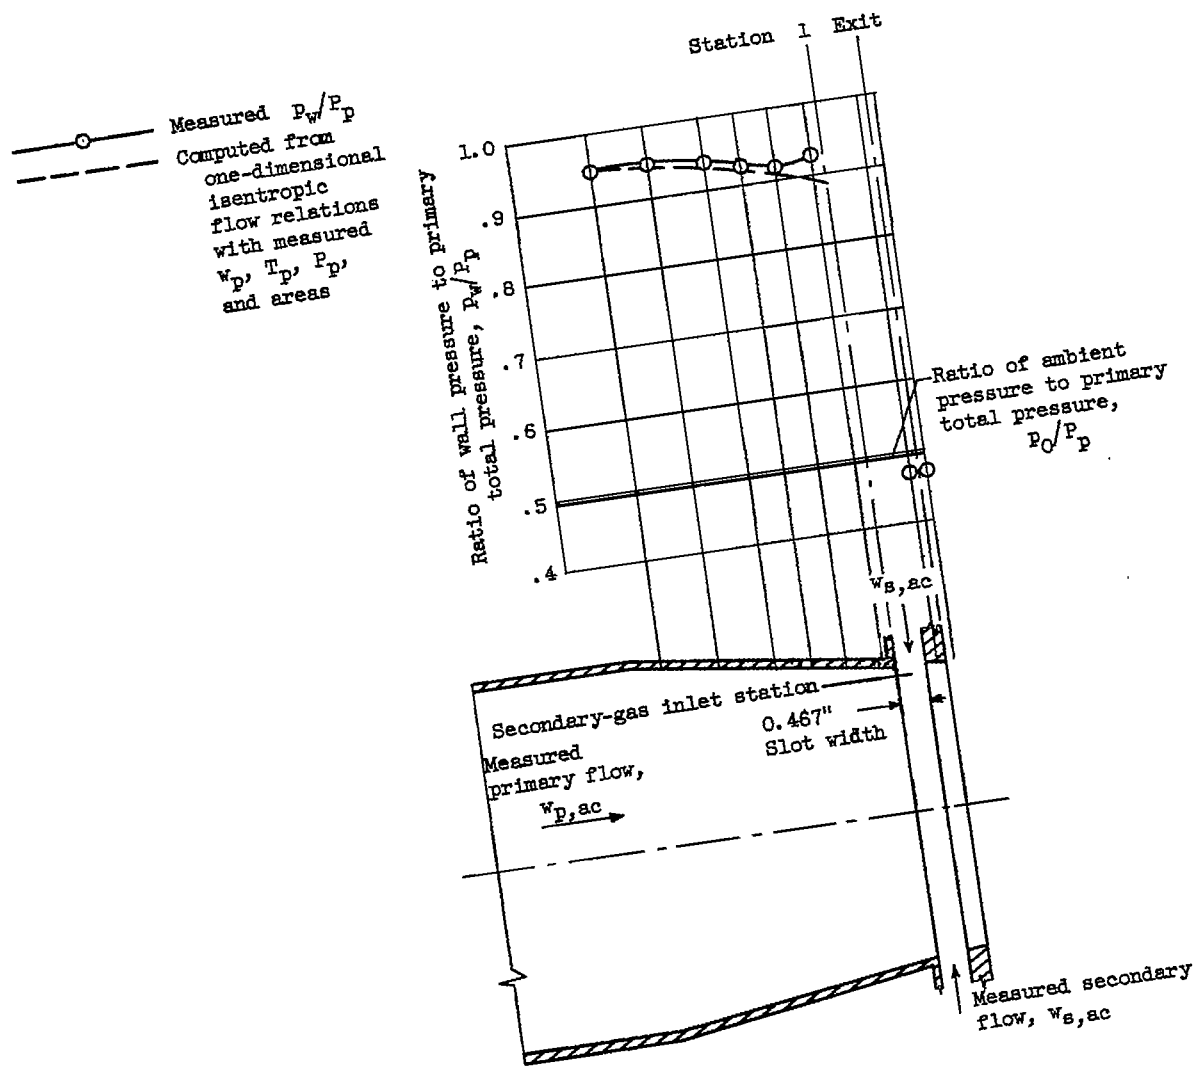 Station 1 Exit
Measured p_w/P_p
Computed from
one-dimensional
isentropic
flow relations
with measured
w_p, T_p, P_p,
and areas
Ratio of wall pressure to primary
total pressure, p_w/P_p
1.0
.9
.8
.7
.6
.5
.4
Ratio of ambient
pressure to primary
total pressure,
p_0/P_p
w_s,ac
Secondary-gas inlet station
0.467"
Slot width
Measured
primary flow,
w_p,ac
Measured secondary
flow, w_s,ac